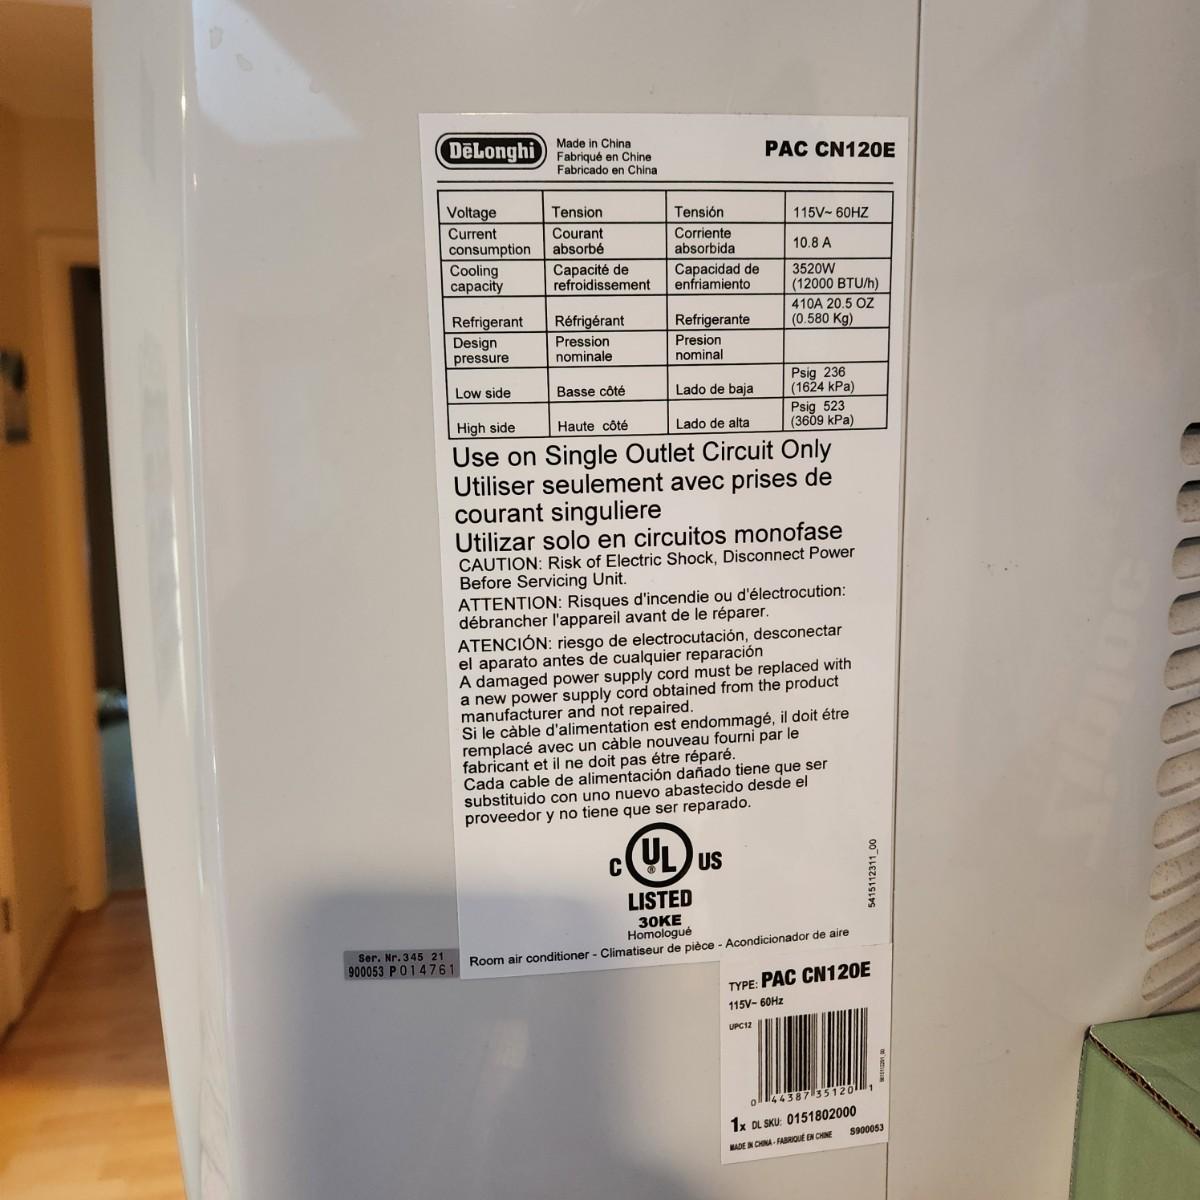 DēLonghi
Made in China
Fabriqué en Chine
Fabricado en China
PAC CN120E
Voltage Tension Tensión 115V~ 60HZ
Current consumption Courant absorbé Corriente absorbida 10.8 A
Cooling capacity Capacité de refroidissement Capacidad de enfriamiento 3520W (12000 BTU/h)
Refrigerant Réfrigérant Refrigerante 410A 20.5 OZ (0.580 Kg)
Design pressure Pression nominale Presion nominal
Low side Basse côté Lado de baja Psig 236 (1624 kPa)
High side Haute côté Lado de alta Psig 523 (3609 kPa)
Use on Single Outlet Circuit Only
Utiliser seulement avec prises de
courant singuliere
Utilizar solo en circuitos monofase
CAUTION: Risk of Electric Shock, Disconnect Power
Before Servicing Unit.
ATTENTION: Risques d'incendie ou d'électrocution:
débrancher l'appareil avant de le réparer.
ATENCIÓN: riesgo de electrocutación, desconectar
el aparato antes de cualquier reparación
A damaged power supply cord must be replaced with
a new power supply cord obtained from the product
manufacturer and not repaired.
Si le càble d'alimentation est endommagé, il doit étre
remplacé avec un càble nouveau fourni par le
fabricant et il ne doit pas étre réparé.
Cada cable de alimentación dañado tiene que ser
substituido con uno nuevo abastecido desde el
proveedor y no tiene que ser reparado.
C UL ® US
LISTED
30KE
Homologué
5415112311_00
Room air conditioner - Climatiseur de pièce - Acondicionador de aire
Ser. Nr. 345 21
900053 P 014761
TYPE: PAC CN120E
115V~ 60Hz
UPC12
0 44387 35120 1
1x DL SKU: 0151802000
MADE IN CHINA - FABRIQUÉ EN CHINE S900053